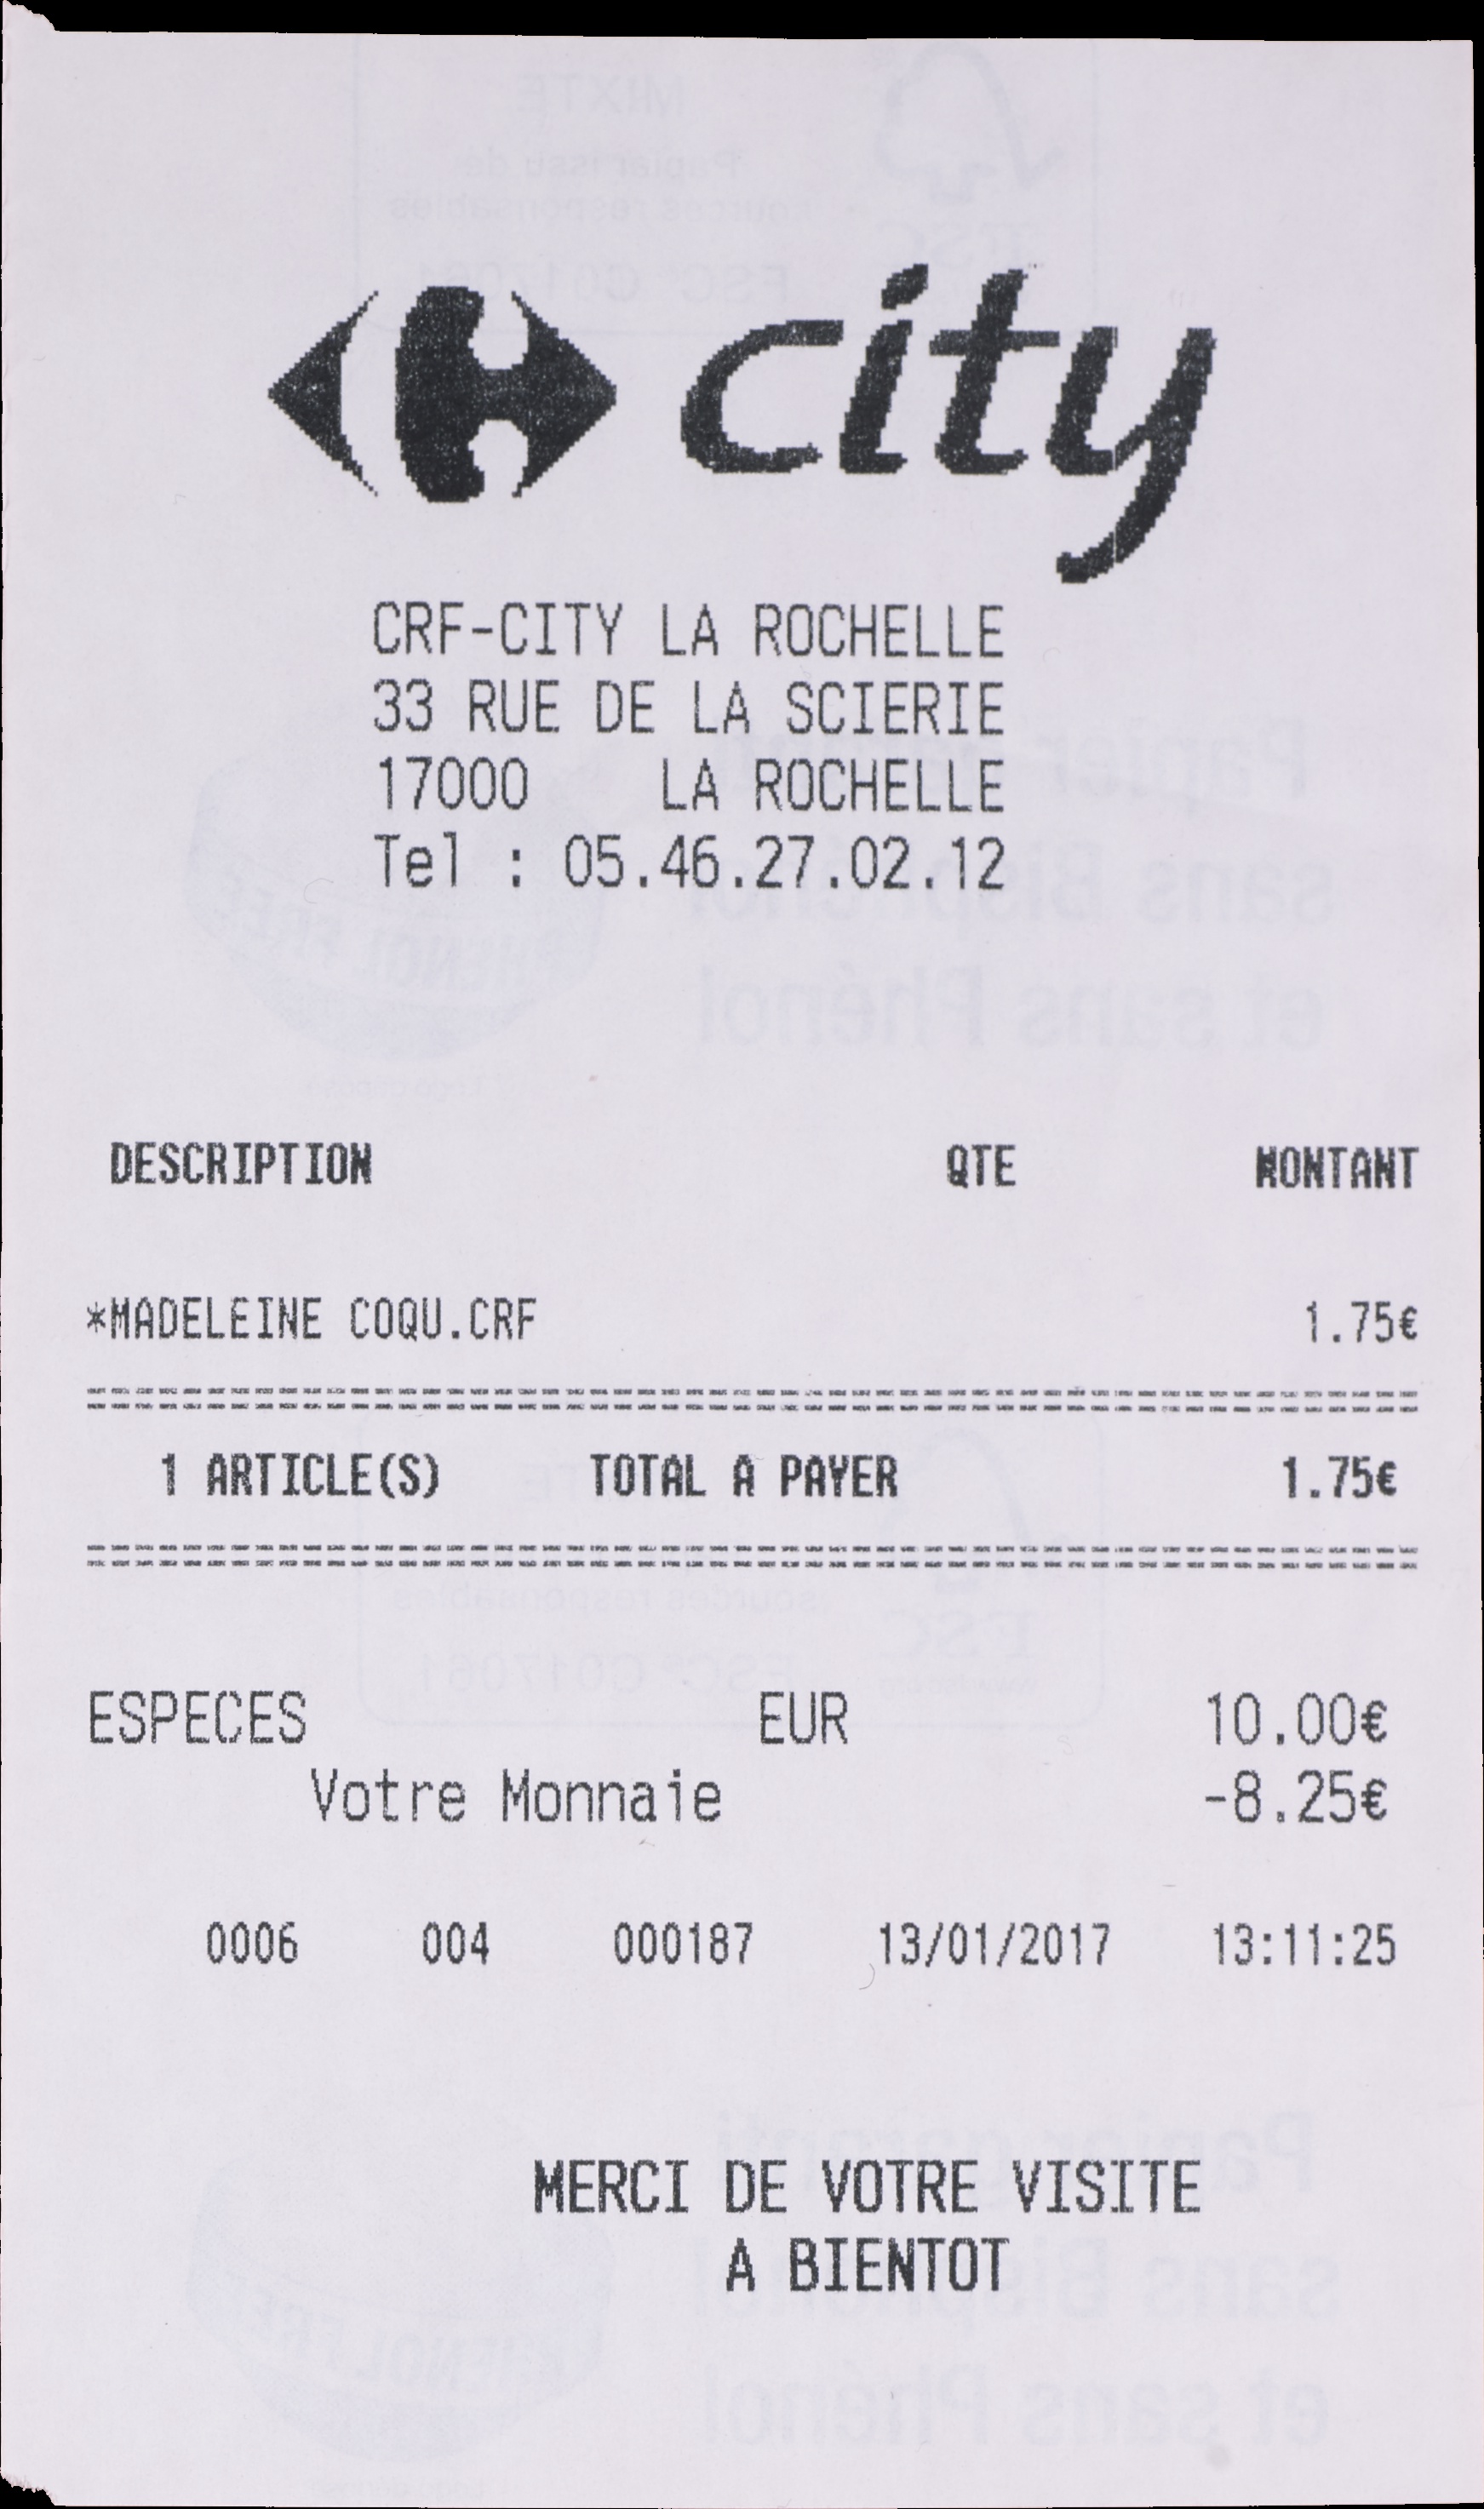 city
CRF-CITY LA ROCHELLE
33 RUE DE LA SCIERIE
17000 LA ROCHELLE
Tel : 05.46.27.02.12
DESCRIPTION QTE MONTANT
*MADELEINE COQU.CRF 1.75€
1 ARTICLE(S) TOTAL A PAYER 1.75€
ESPECES EUR 10.00€
Votre Monnaie -8.25€
0006 004 000187 13/01/2017 13:11:25
MERCI DE VOTRE VISITE
A BIENTOT